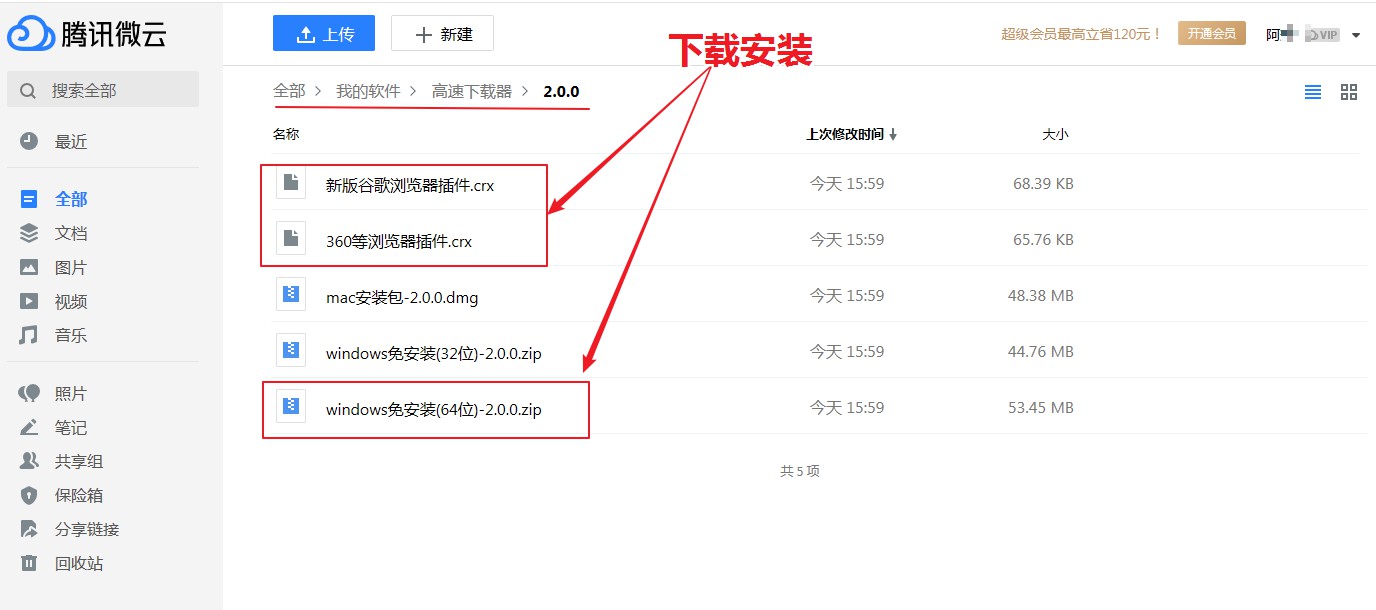 腾讯微云
上传
新建
超级会员最高立省120元！
开通会员
阿
VIP
下载安装
搜索全部
全部 > 我的软件 > 高速下载器 > 2.0.0
最近
全部
文档
图片
视频
音乐
照片
笔记
共享组
保险箱
分享链接
回收站
名称 上次修改时间 大小
新版谷歌浏览器插件.crx 今天 15:59 68.39 KB
360等浏览器插件.crx 今天 15:59 65.76 KB
mac安装包-2.0.0.dmg 今天 15:59 48.38 MB
windows免安装(32位)-2.0.0.zip 今天 15:59 44.76 MB
windows免安装(64位)-2.0.0.zip 今天 15:59 53.45 MB
共 5 项